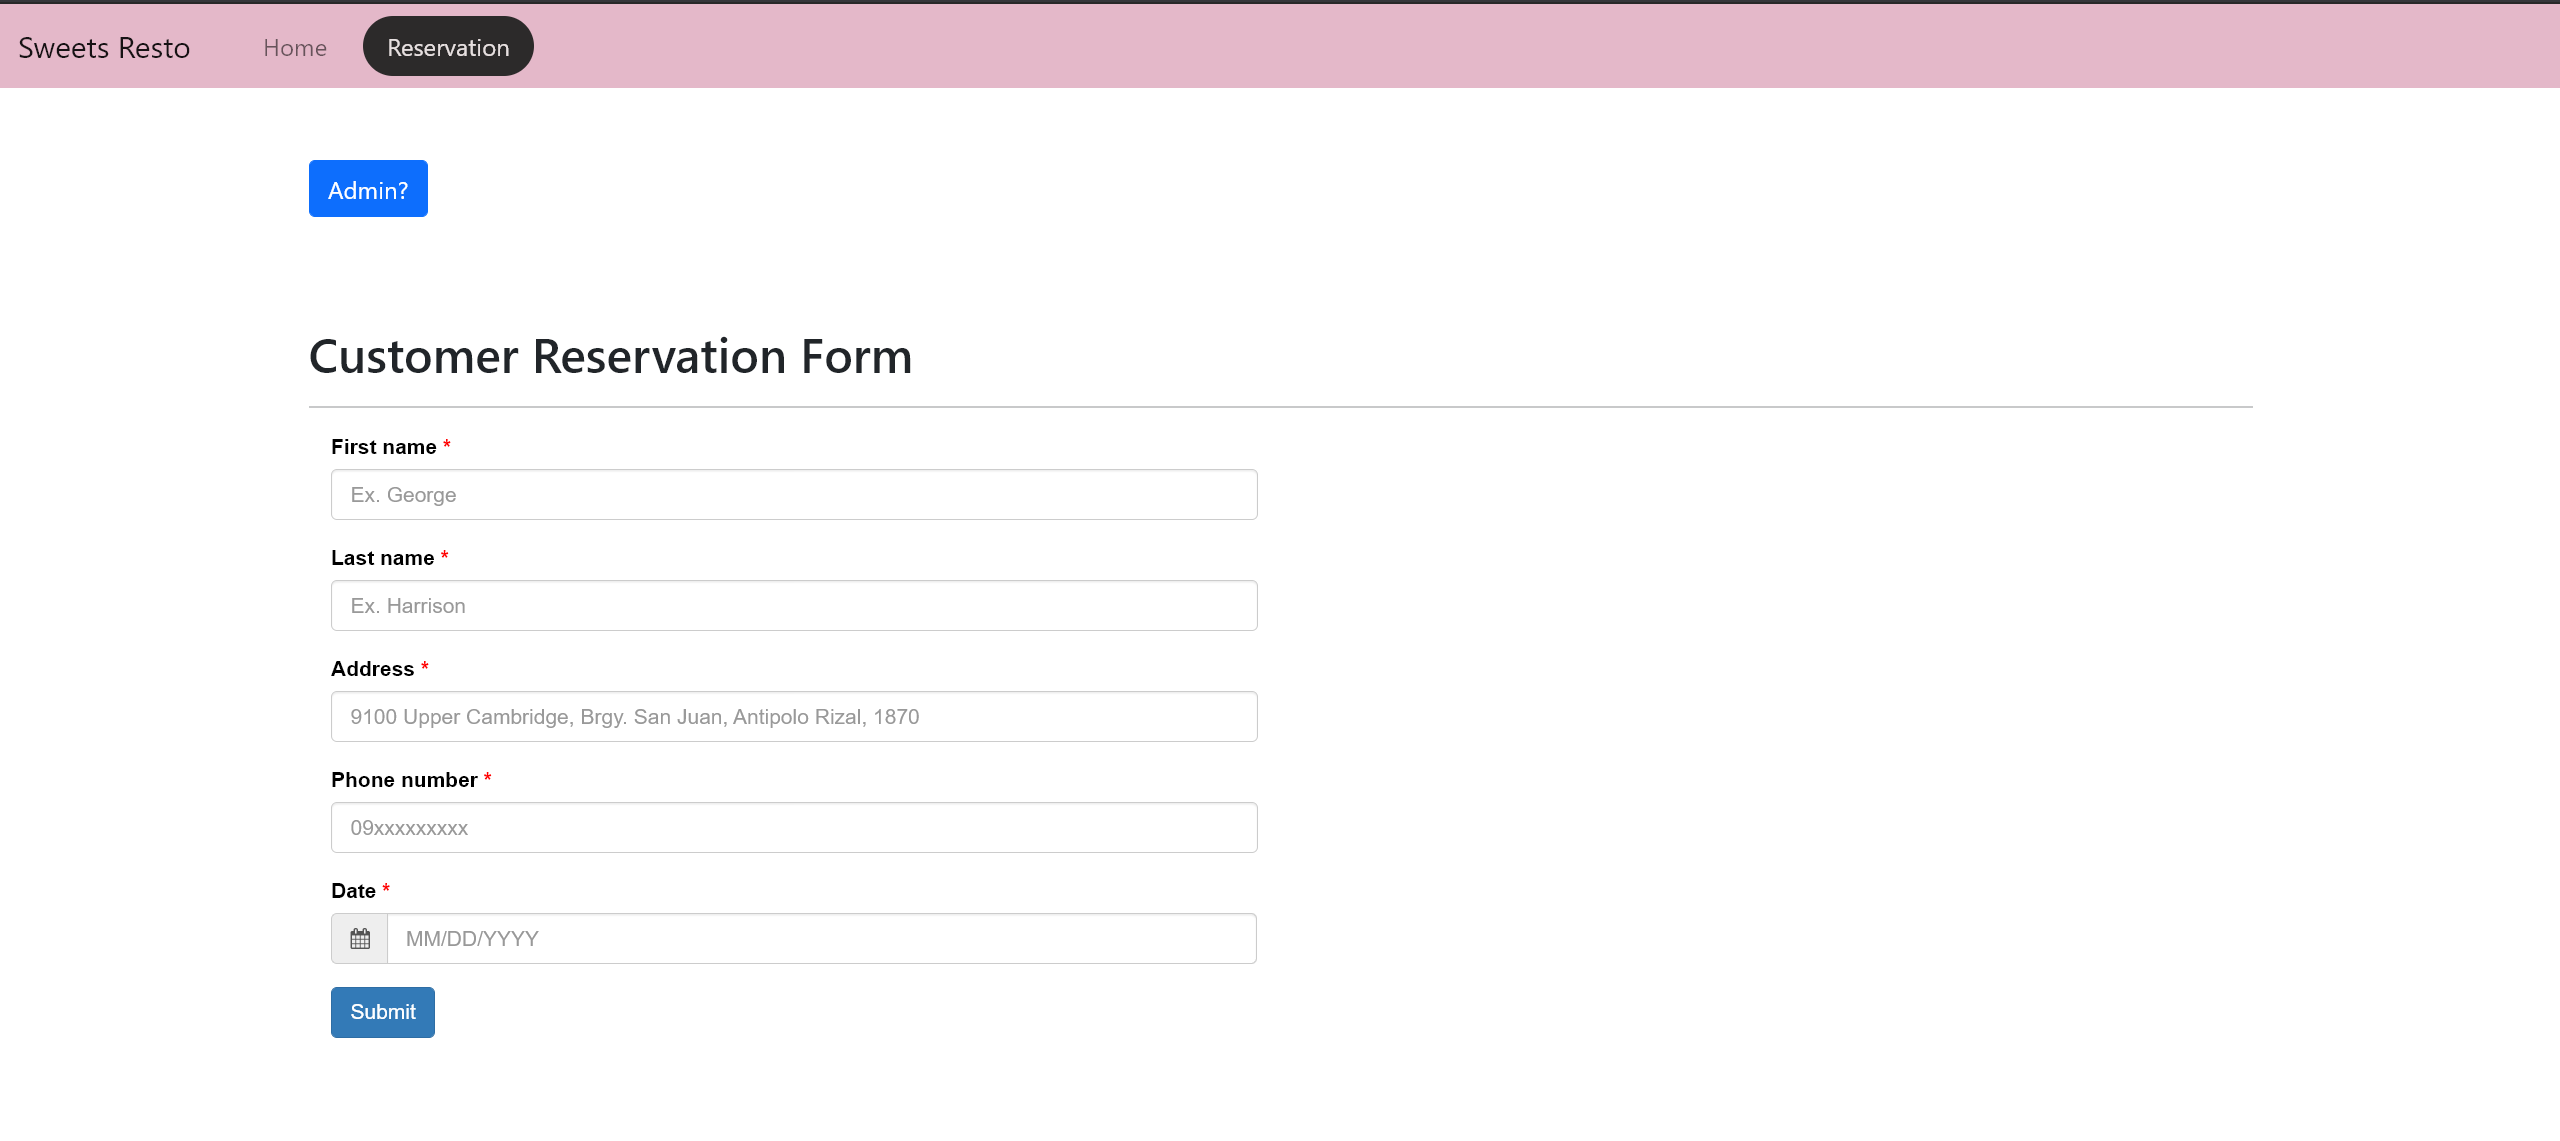 Sweets Resto Home Reservation
Admin?
Customer Reservation Form
First name *
Ex. George
Last name *
Ex. Harrison
Address *
9100 Upper Cambridge, Brgy. San Juan, Antipolo Rizal, 1870
Phone number *
09xxxxxxxxx
Date *
MM/DD/YYYY
Submit